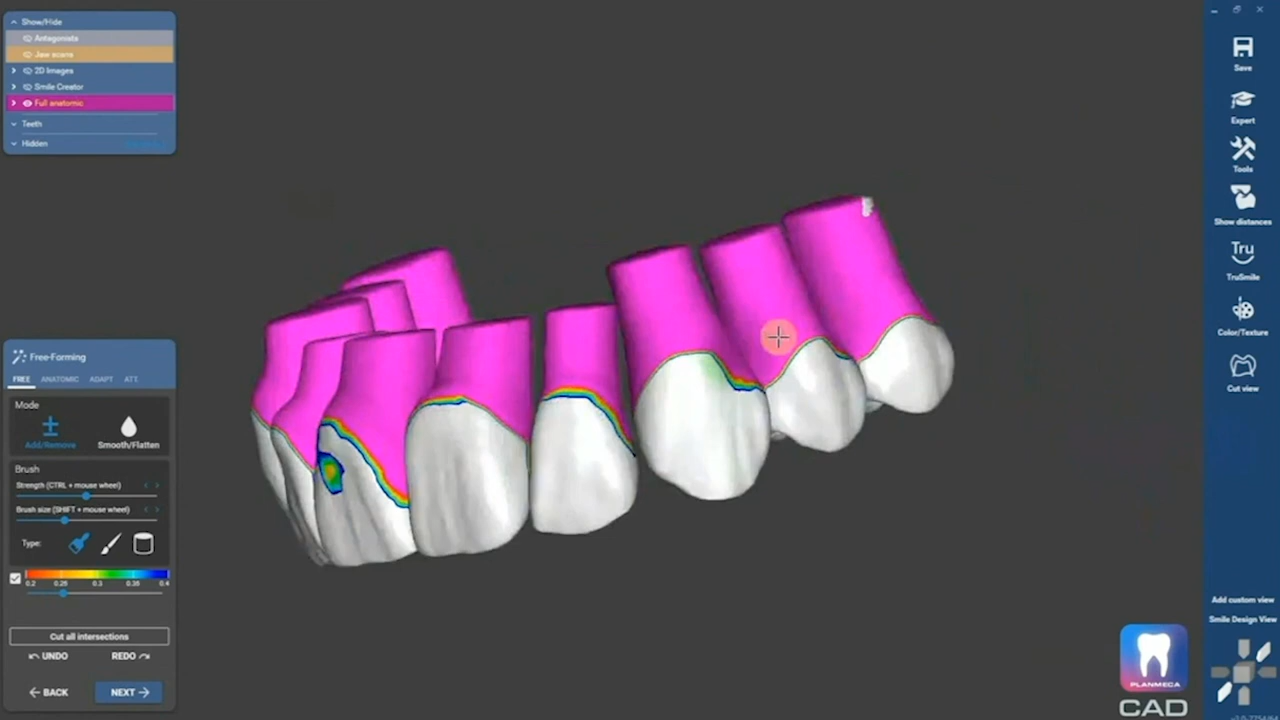 Show/Hide
Antagonists
Jaw scans
2D Images
Smile Creator
Full anatomic
Teeth
Hidden
Free-Forming
FREE ANATOMIC ADAPT ATT
Mode
Add/Remove Smooth/Flatten
Brush
Strength (CTRL + mouse wheel)
Brush size (SHIFT + mouse wheel)
Type:
0.2 0.25 0.3 0.35 0.4
Cut all intersections
UNDO REDO
BACK NEXT
Save
Expert
Tools
Show distances
Tru
TruSmile
Color/Texture
Cut view
Add custom view
Smile Design View
PLANMECA
CAD